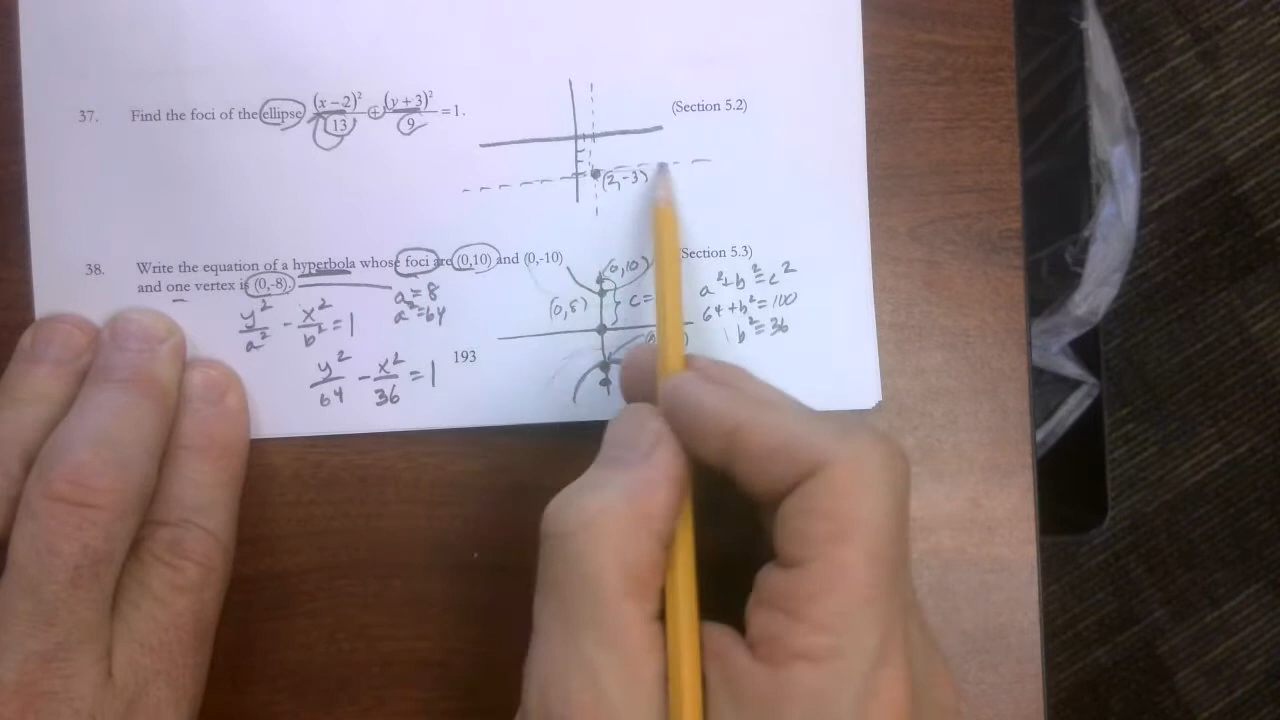 37. Find the foci of the ellipse (x – 2)²/13 + (y + 3)²/9 = 1. (Section 5.2)
(2, -3)
38. Write the equation of a hyperbola whose foci are (0,10) and (0,-10) Section 5.3)
and one vertex is (0,-8).
a = 8
a² = 64
y²/a² - x²/b² = 1
y²/64 - x²/36 = 1
(0, 10)
(0, 8)
c =
a² + b² = c²
64 + b² = 100
b² = 36
193